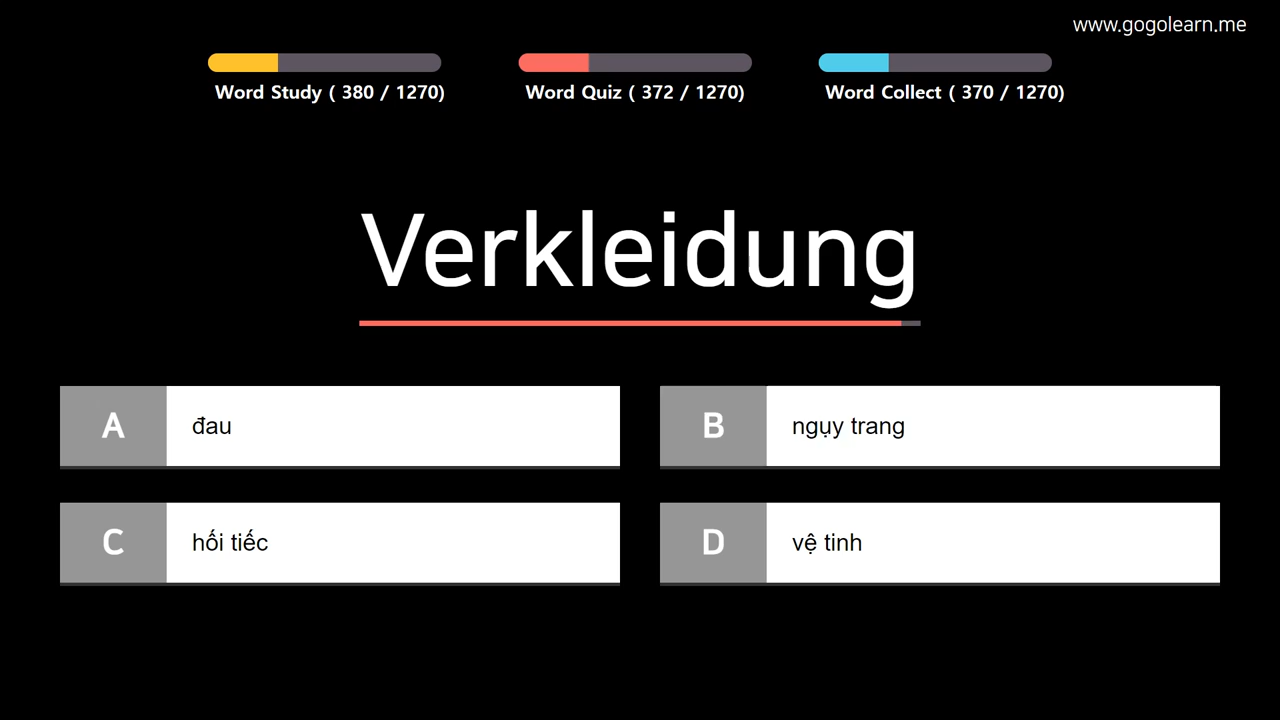 www.gogolearn.me
Word Study ( 380 / 1270)
Word Quiz ( 372 / 1270)
Word Collect ( 370 / 1270)
Verkleidung
A đau
B ngụy trang
C hối tiếc
D vệ tinh